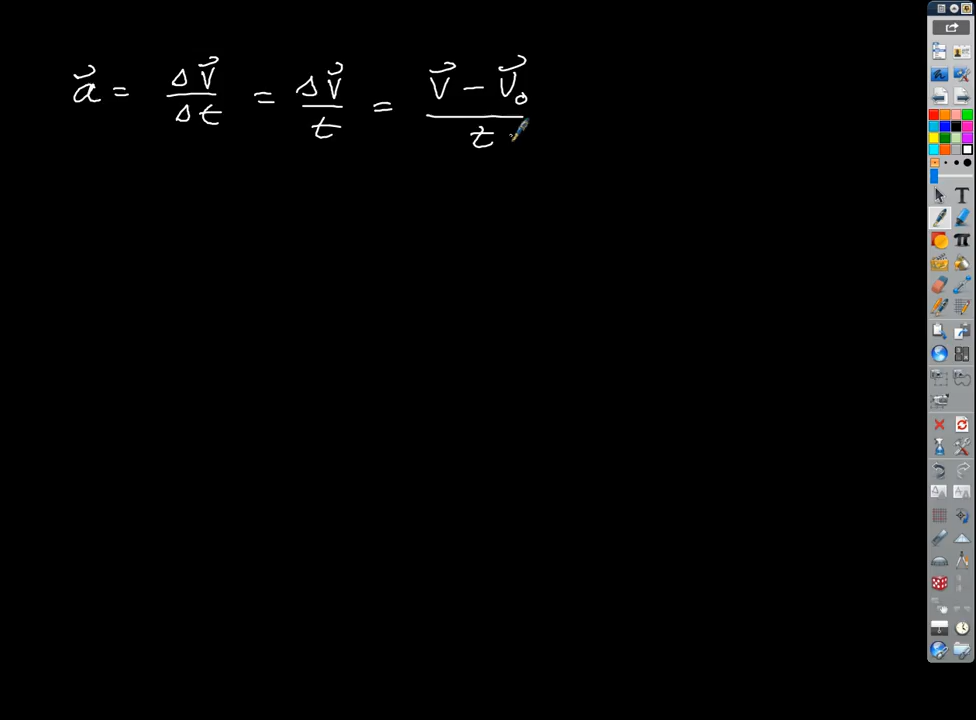 a⃗ = Δv⃗/Δt = Δv⃗/t = (v⃗ − v⃗₀)/t
T